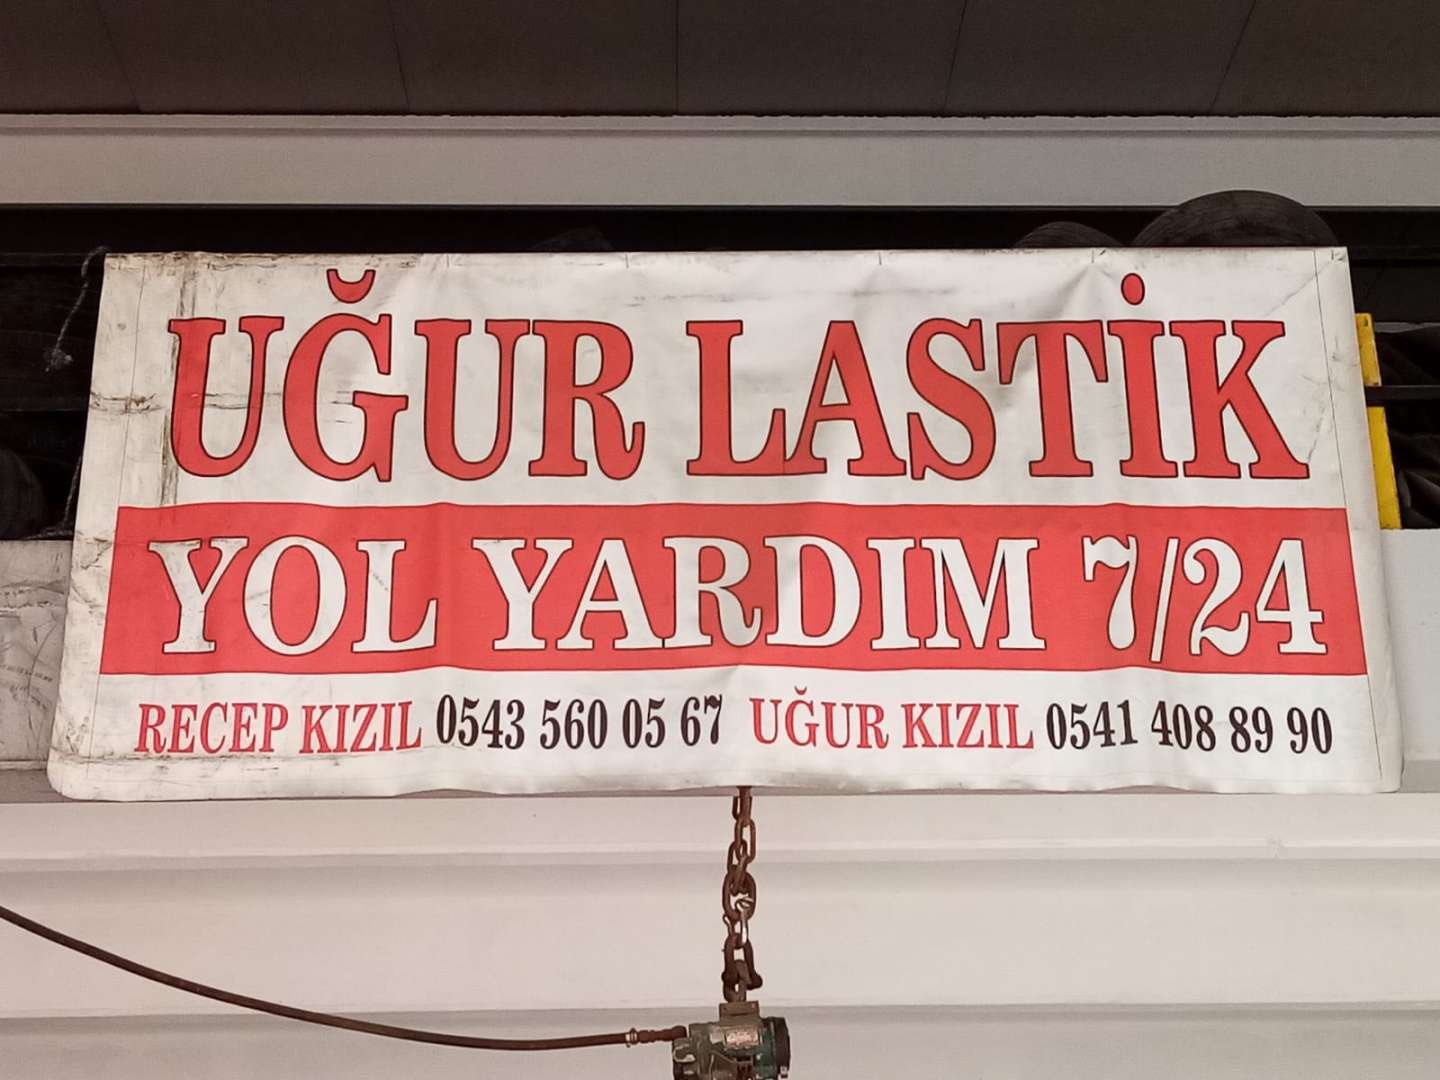 UĞUR LASTİK
YOL YARDIM 7/24
RECEP KIZIL 0543 560 05 67 UĞUR KIZIL 0541 408 89 90